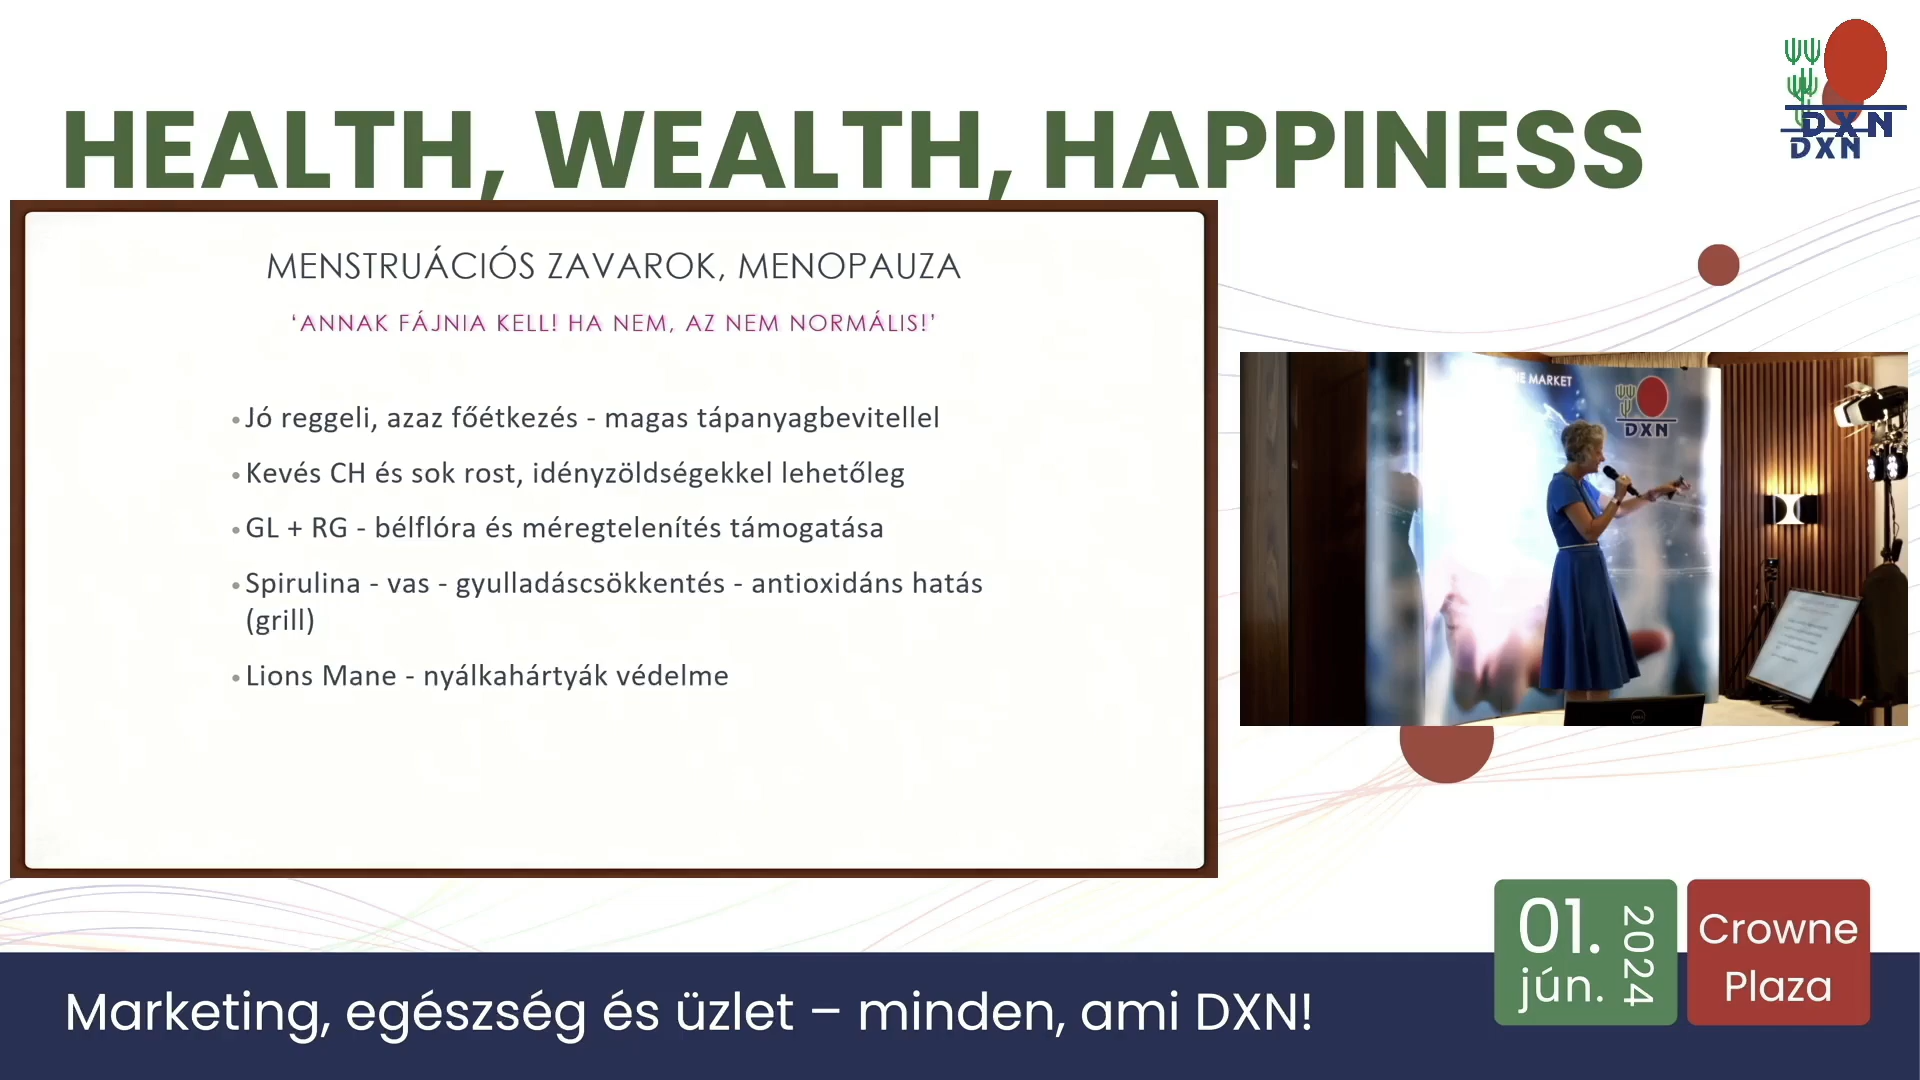 HEALTH, WEALTH, HAPPINESS
DXN
DXN
MENSTRUÁCIÓS ZAVAROK, MENOPAUZA
‘ANNAK FÁJNIA KELL! HA NEM, AZ NEM NORMÁLIS!’
•Jó reggeli, azaz főétkezés - magas tápanyagbevitellel
•Kevés CH és sok rost, idényzöldségekkel lehetőleg
•GL + RG - bélflóra és méregtelenítés támogatása
•Spirulina - vas - gyulladáscsökkentés - antioxidáns hatás
(grill)
•Lions Mane - nyálkahártyák védelme
MARKET
DXN
01.
jún.
2024
Crowne
Plaza
Marketing, egészség és üzlet – minden, ami DXN!